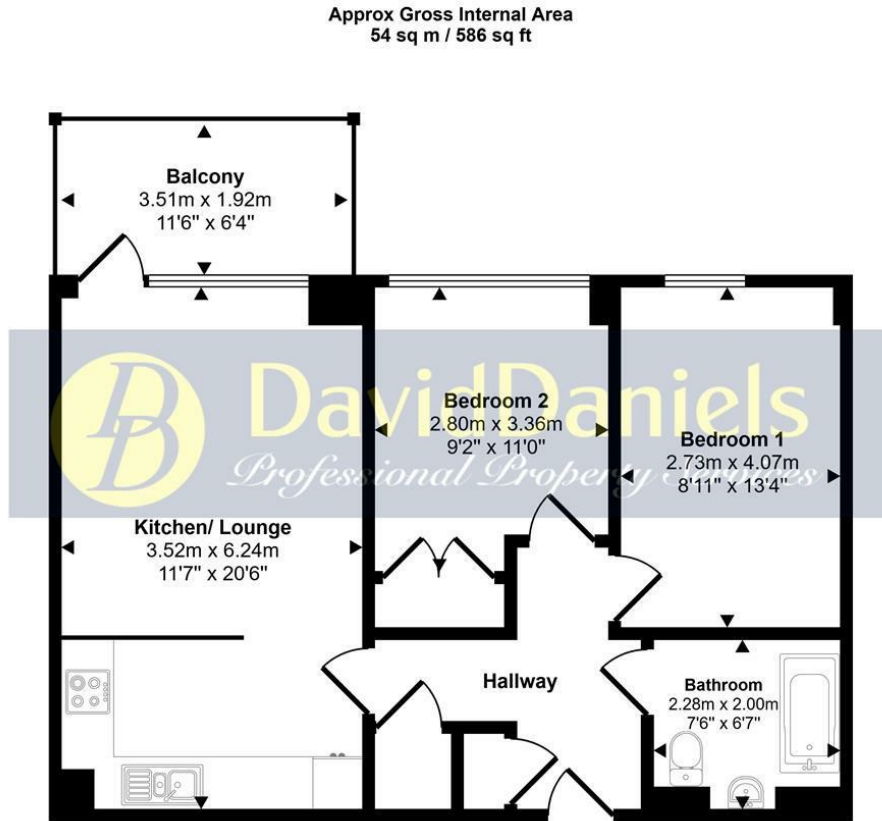 Approx Gross Internal Area
54 sq m / 586 sq ft
Balcony
3.51m x 1.92m
11'6" x 6'4"
DD DavidDaniels
Professional Property Services
Bedroom 2
2.80m x 3.36m
9'2" x 11'0"
Bedroom 1
2.73m x 4.07m
8'11" x 13'4"
Kitchen/ Lounge
3.52m x 6.24m
11'7" x 20'6"
Hallway
Bathroom
2.28m x 2.00m
7'6" x 6'7"